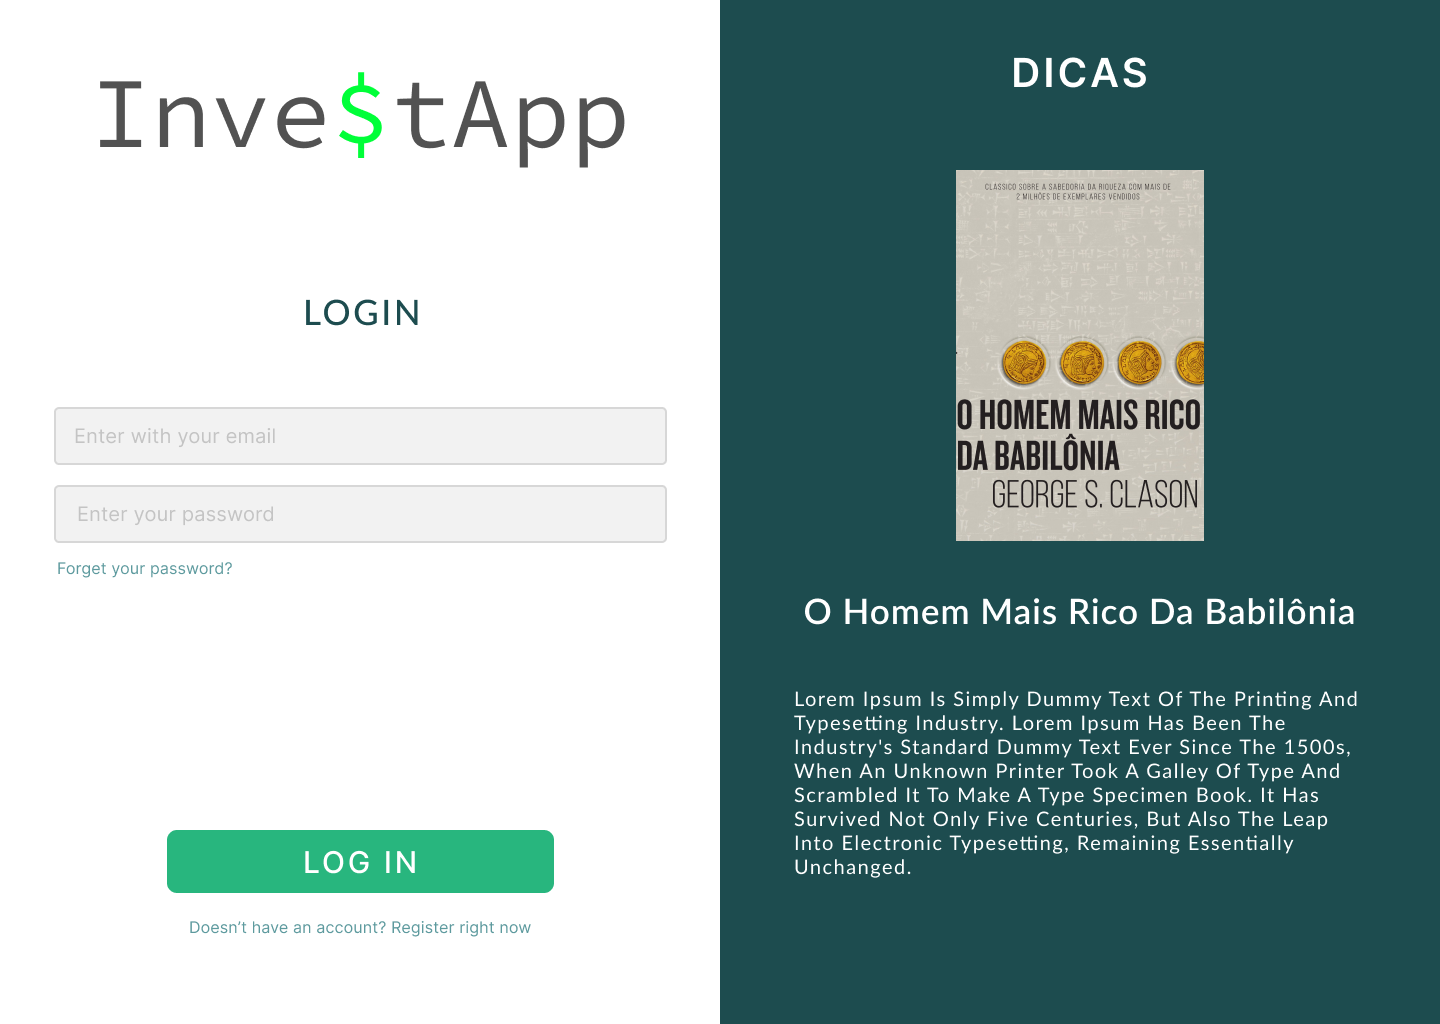 Inve$tApp
LOGIN
Enter with your email
Enter your password
Forget your password?
LOG IN
Doesn’t have an account? Register right now
DICAS
CLÁSSICO SOBRE A SABEDORIA DA RIQUEZA COM MAIS DE
2 MILHÕES DE EXEMPLARES VENDIDOS
O HOMEM MAIS RICO
DA BABILÔNIA
GEORGE S. CLASON
O Homem Mais Rico Da Babilônia
Lorem Ipsum Is Simply Dummy Text Of The Printing And
Typesetting Industry. Lorem Ipsum Has Been The
Industry's Standard Dummy Text Ever Since The 1500s,
When An Unknown Printer Took A Galley Of Type And
Scrambled It To Make A Type Specimen Book. It Has
Survived Not Only Five Centuries, But Also The Leap
Into Electronic Typesetting, Remaining Essentially
Unchanged.